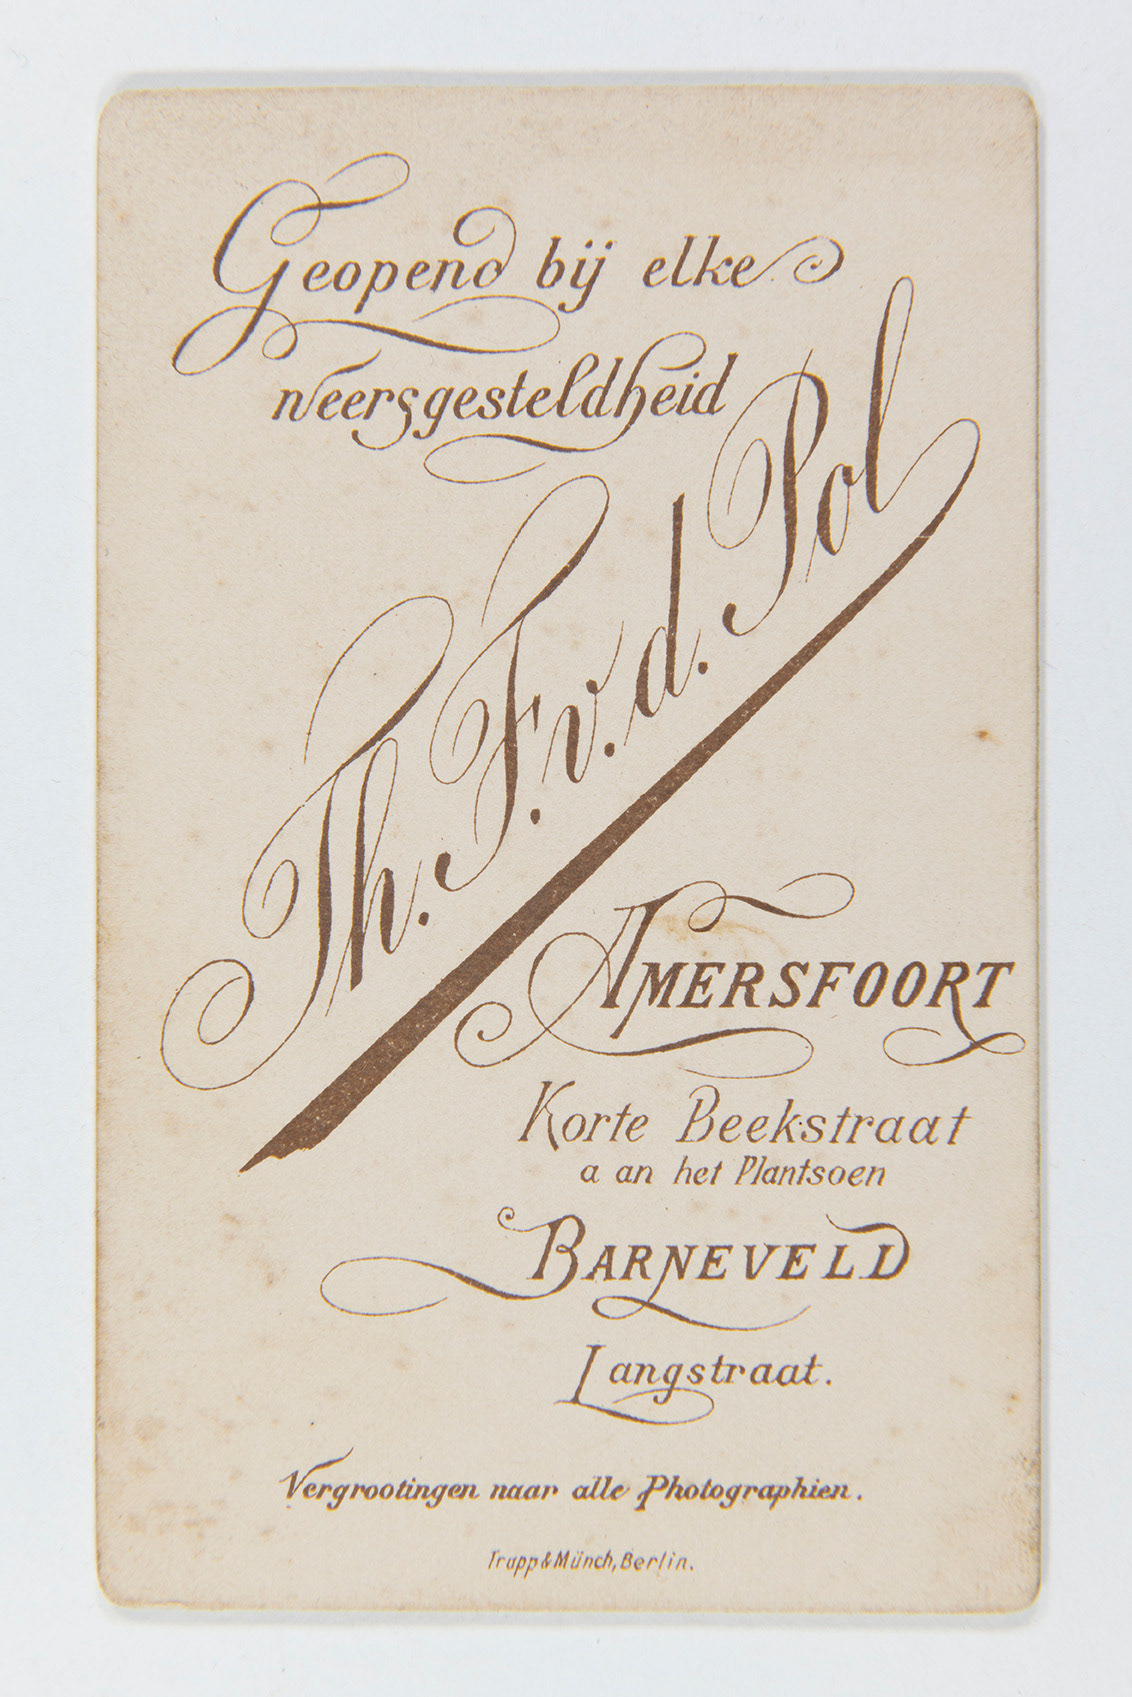 Geopend bij elke
weersgesteldheid
Th. F. v. d. Pol
AMERSFOORT
Korte Beekstraat
a an het Plantsoen
BARNEVELD
Langstraat.
Vergrootingen naar alle Photographien.
Trapp & Münch, Berlin.